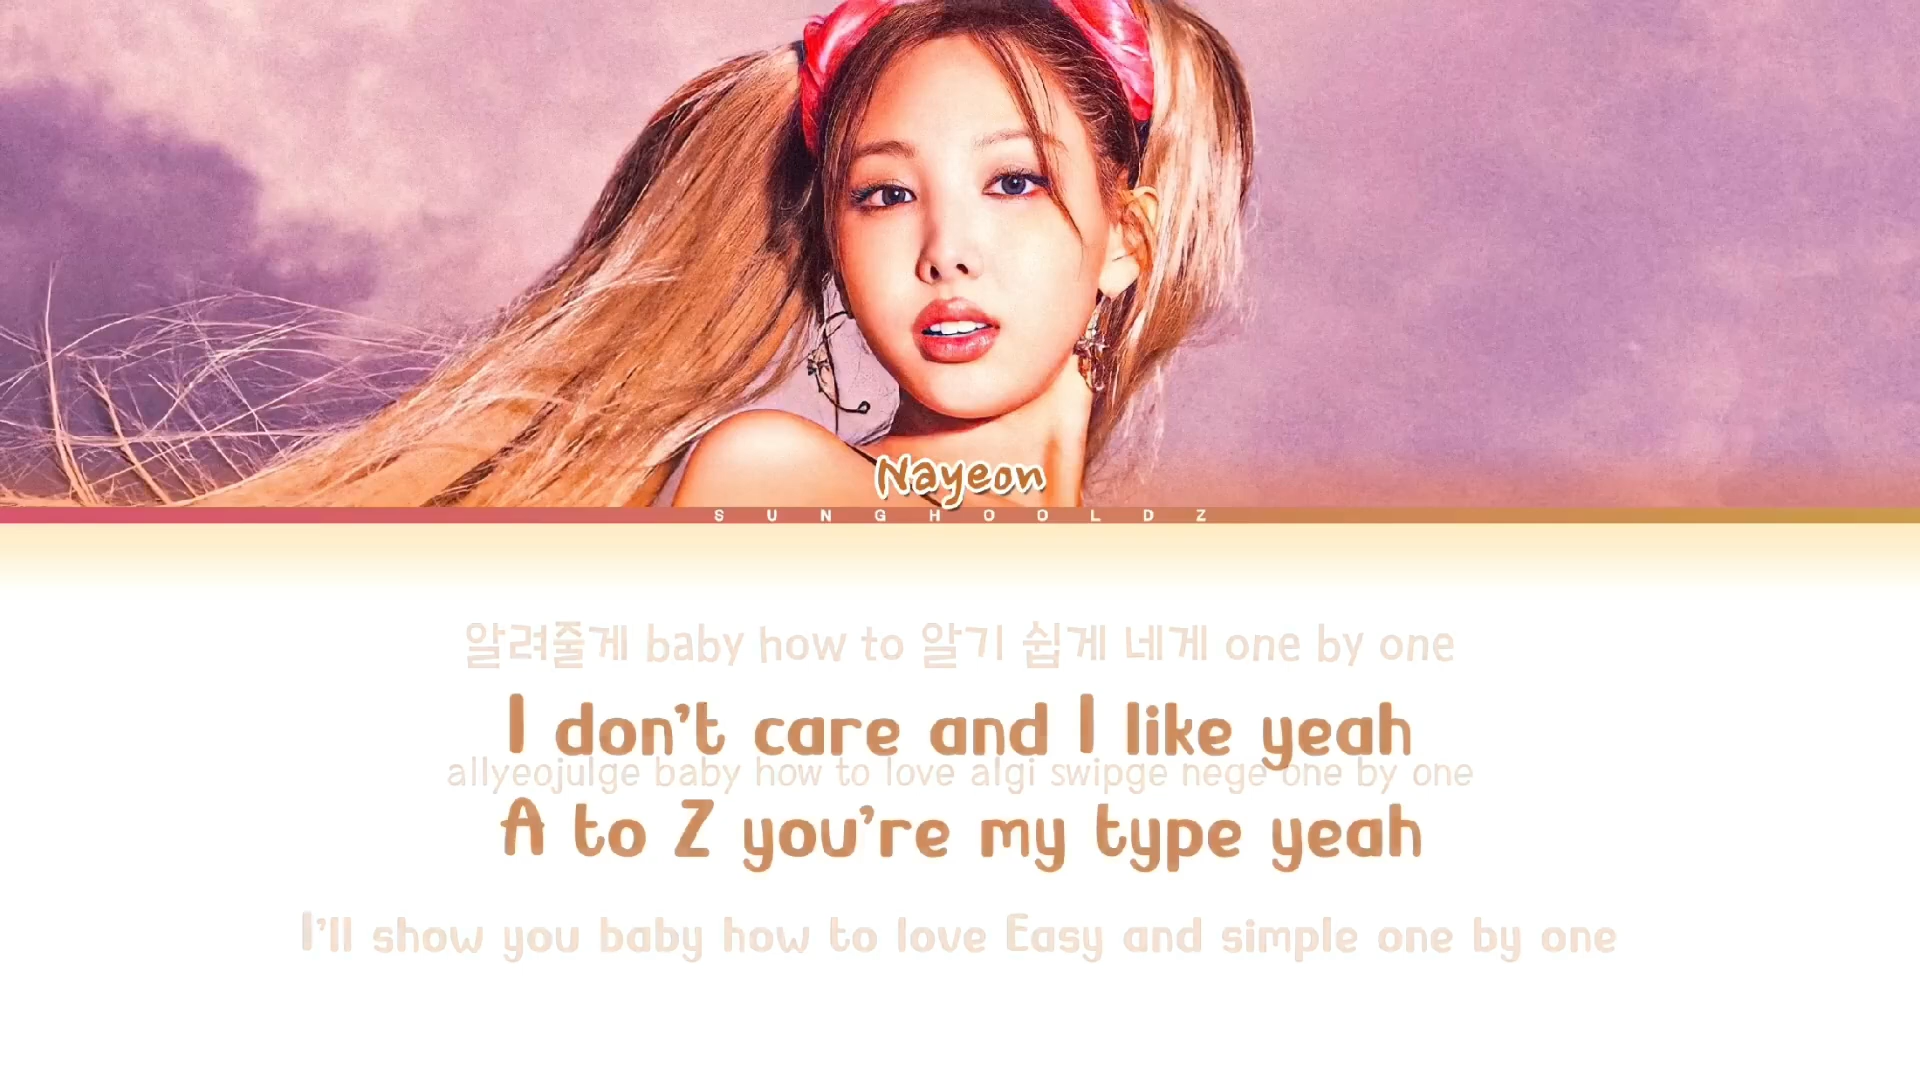 Nayeon
SUNGHOOLDZ
알려줄게 baby how to 알기 쉽게 네게 one by one
I don't care and I like yeah
allyeojulge baby how to love algi swipge nege one by one
A to Z you're my type yeah
I'll show you baby how to love Easy and simple one by one